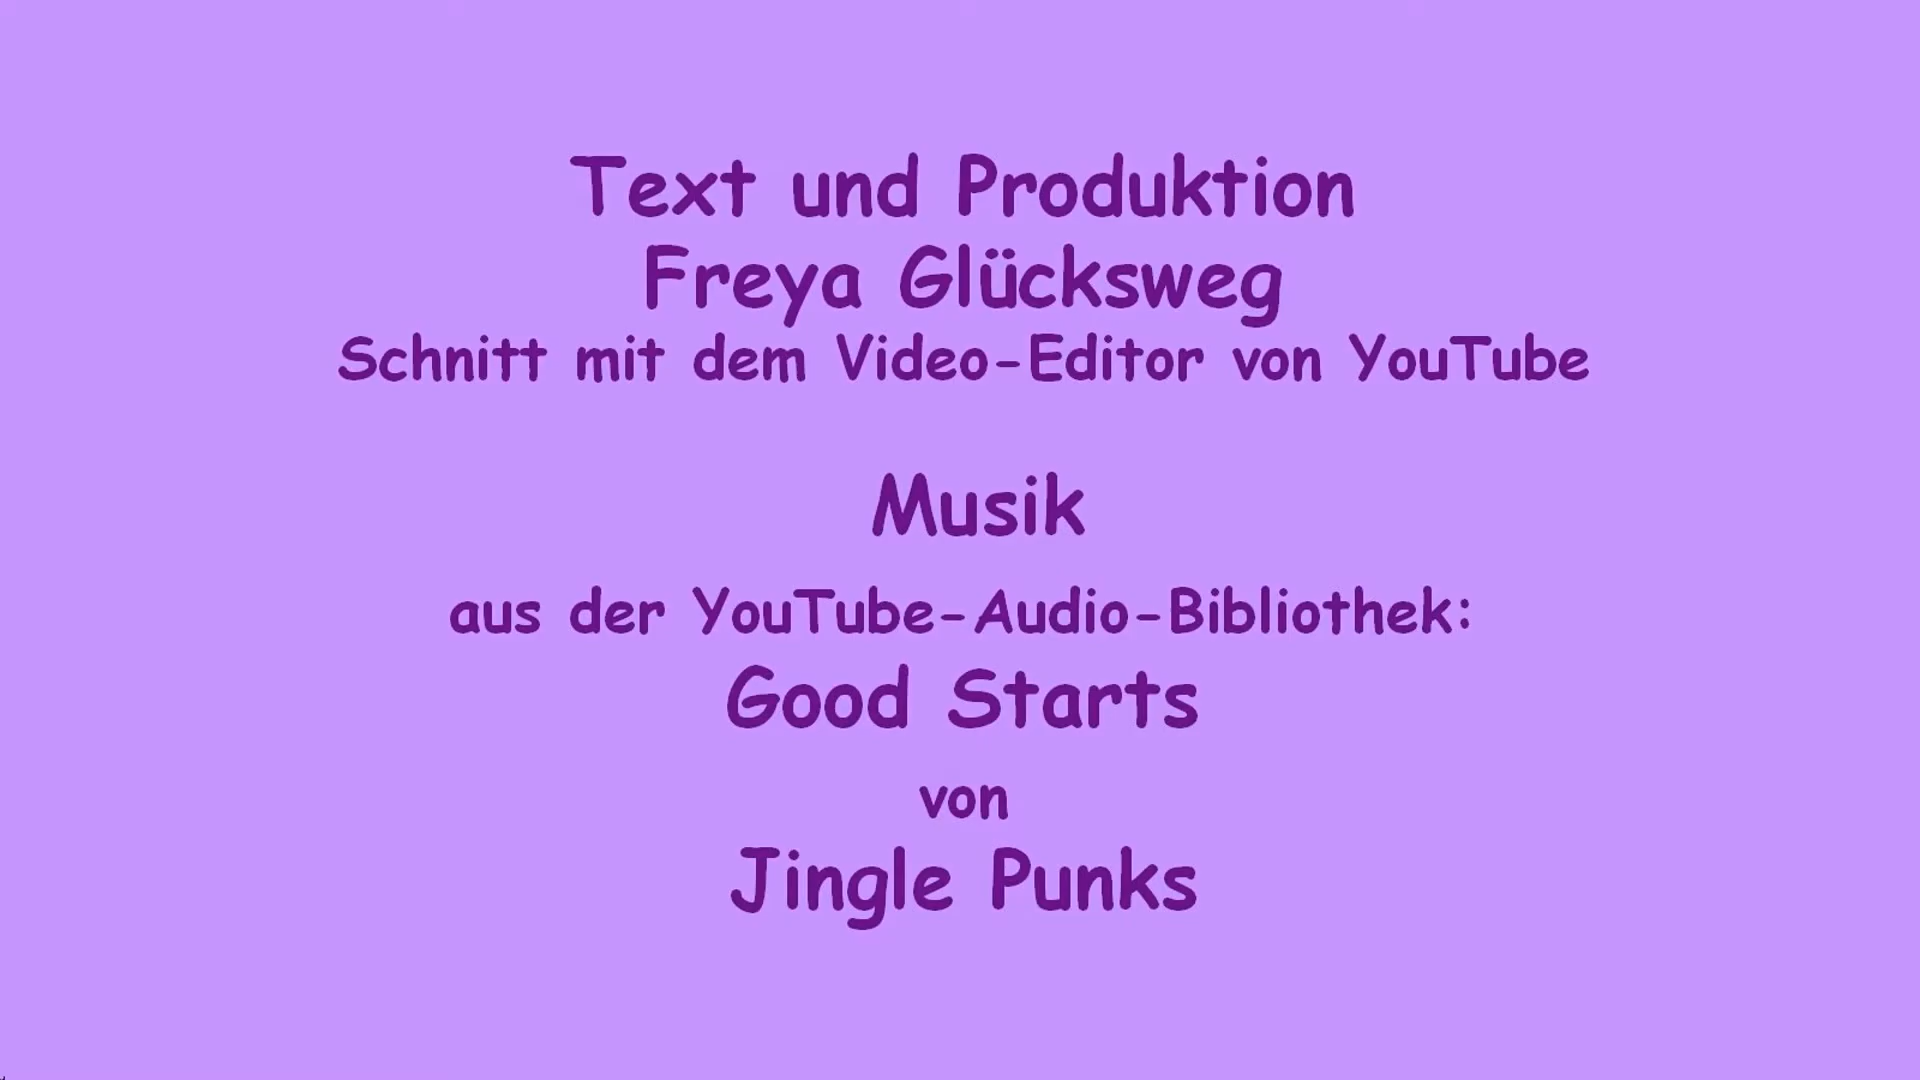 Text und Produktion
Freya Glücksweg
Schnitt mit dem Video-Editor von YouTube
Musik
aus der YouTube-Audio-Bibliothek:
Good Starts
von
Jingle Punks